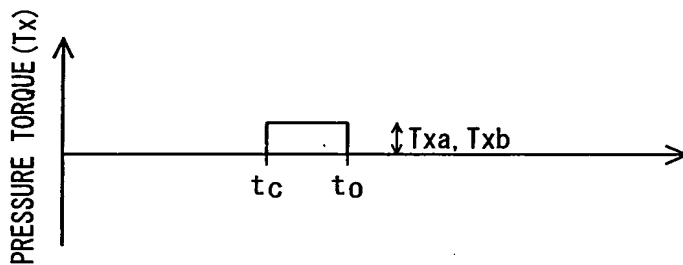 PRESSURE TORQUE (Tx)
Txa, Txb
tc
to